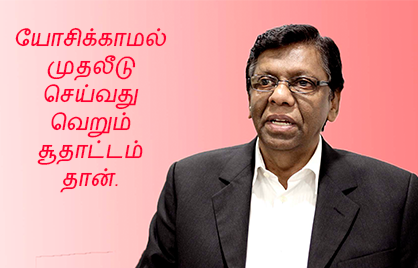 யோசிக்காமல்
முதலீடு
செய்வது
வெறும்
சூதாட்டம்
தான்.